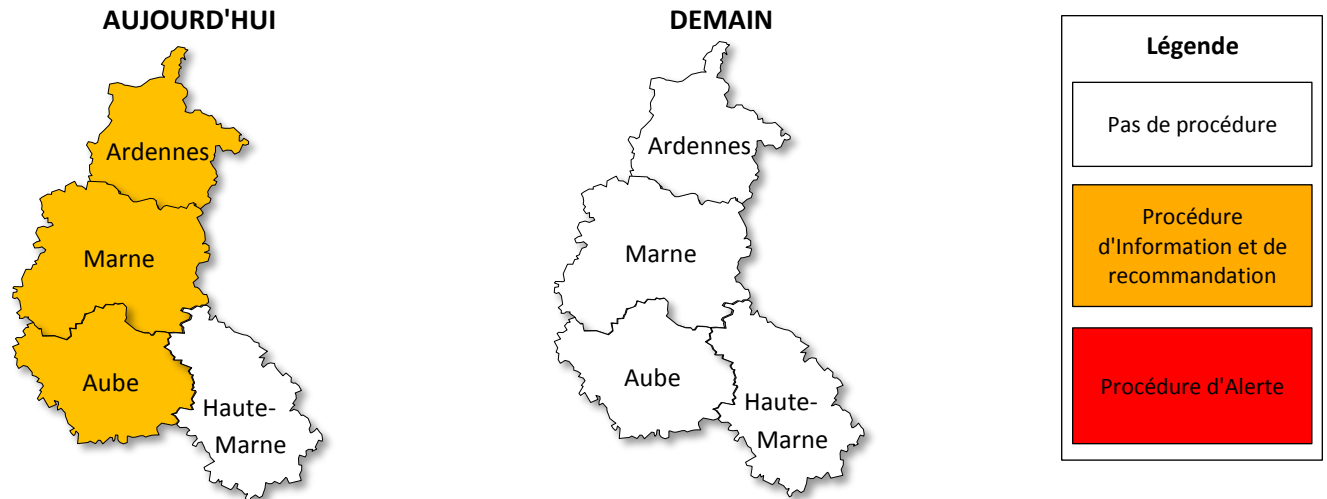 AUJOURD'HUI
Ardennes
Marne
Aube
Haute-
Marne
DEMAIN
Ardennes
Marne
Aube
Haute-
Marne
Légende
Pas de procédure
Procédure
d'Information et de
recommandation
Procédure d'Alerte